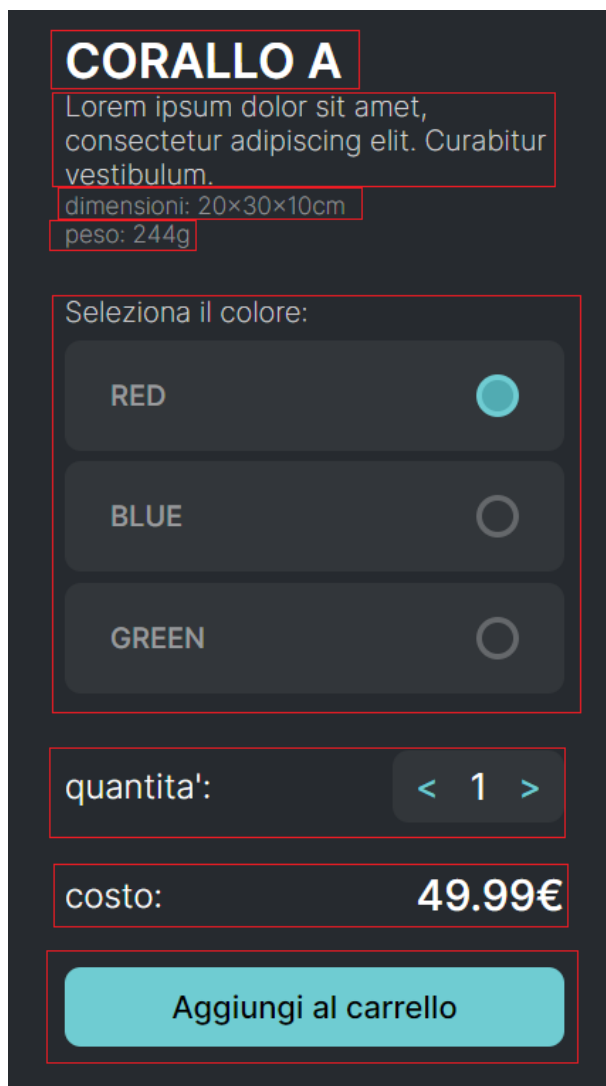 CORALLO A
Lorem ipsum dolor sit amet,
consectetur adipiscing elit. Curabitur
vestibulum.
dimensioni: 20×30×10cm
peso: 244g
Seleziona il colore:
RED
BLUE
GREEN
quantita': < 1 >
costo: 49.99€
Aggiungi al carrello